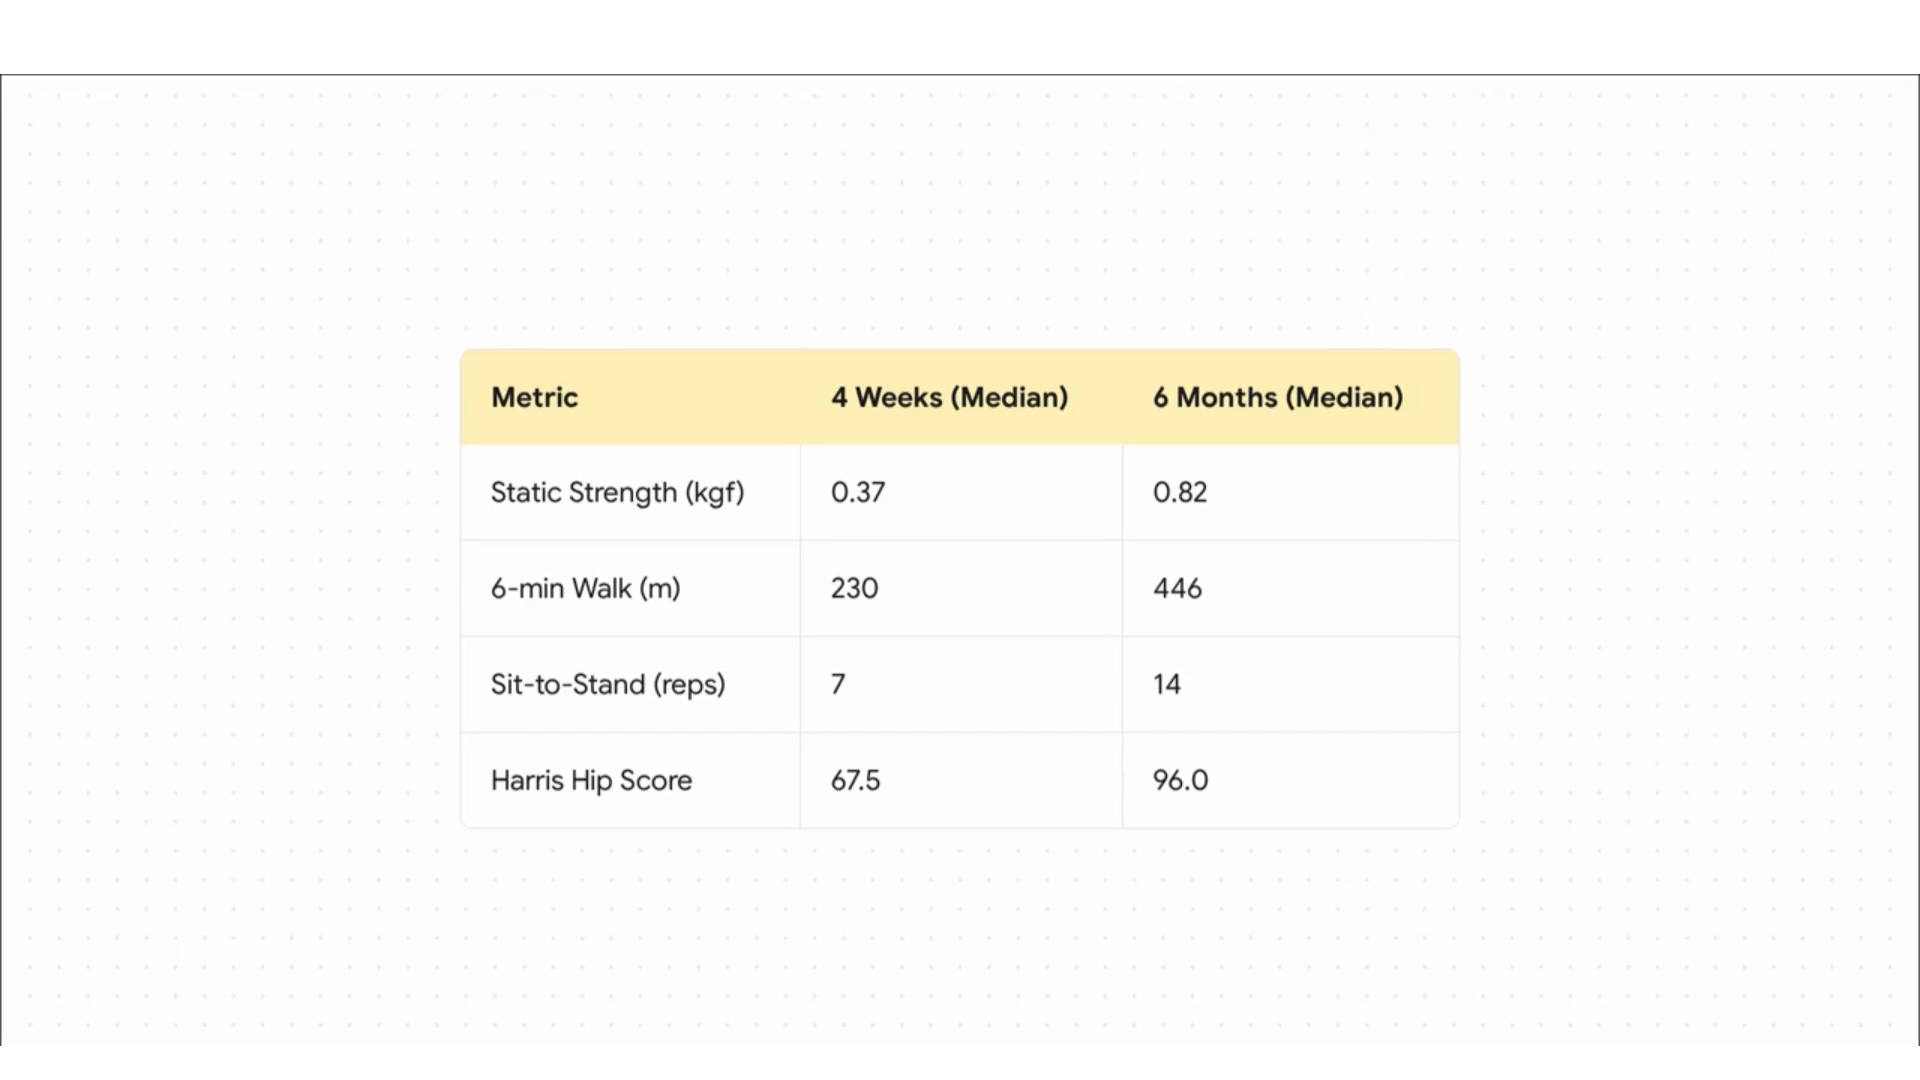 Metric 4 Weeks (Median) 6 Months (Median)
Static Strength (kgf) 0.37 0.82
6-min Walk (m) 230 446
Sit-to-Stand (reps) 7 14
Harris Hip Score 67.5 96.0